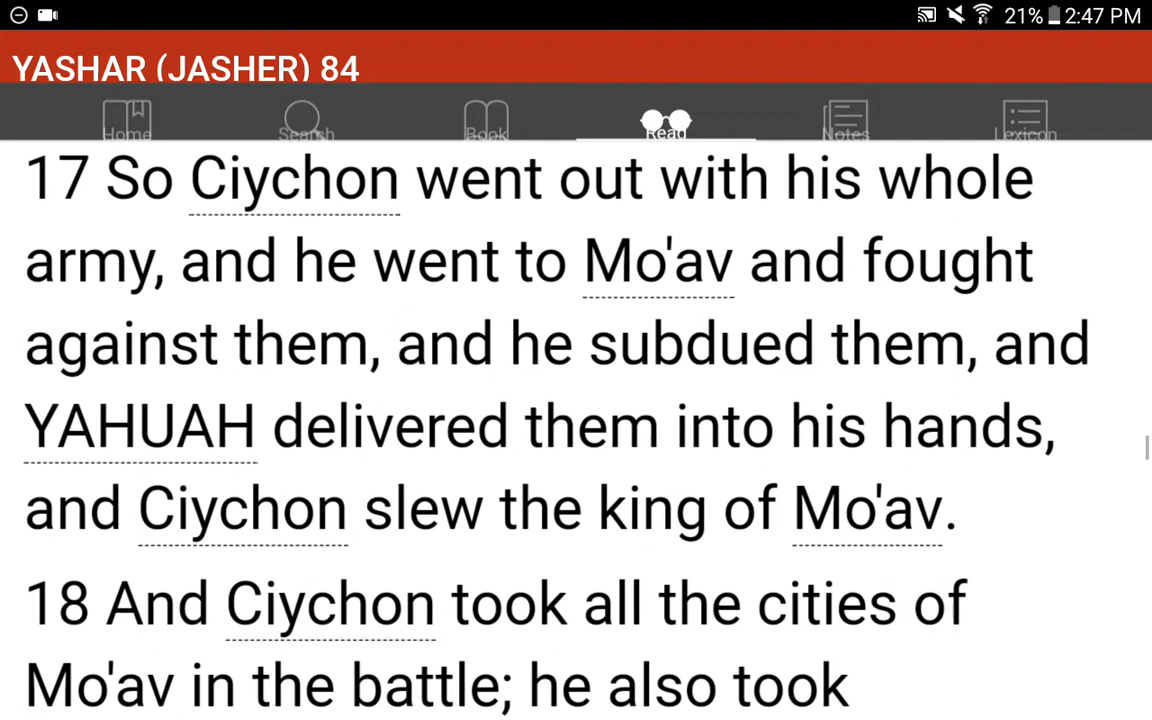 21% 2:47 PM
YASHAR (JASHER) 84
Home Search Book Read Notes Lexicon
17 So Ciychon went out with his whole
army, and he went to Mo'av and fought
against them, and he subdued them, and
YAHUAH delivered them into his hands,
and Ciychon slew the king of Mo'av.
18 And Ciychon took all the cities of
Mo'av in the battle; he also took